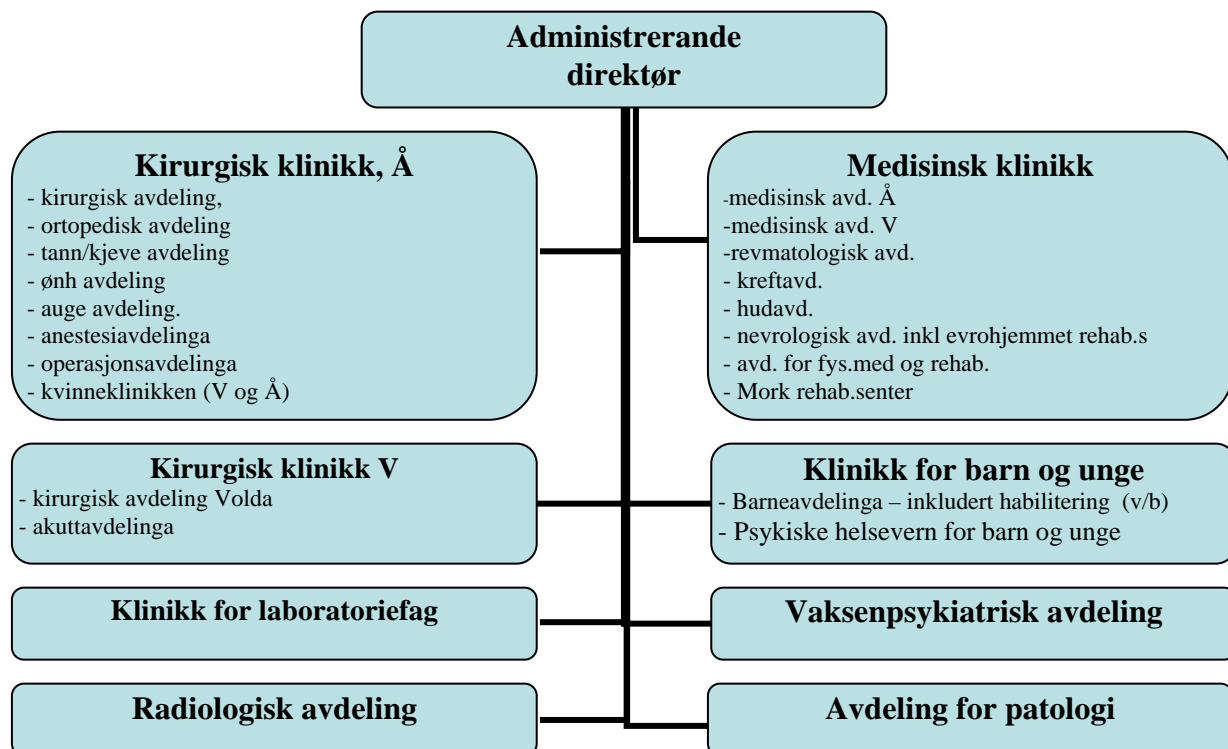 Administrerande
direktør
Kirurgisk klinikk, Å
- kirurgisk avdeling,
- ortopedisk avdeling
- tann/kjeve avdeling
- ønh avdeling
- auge avdeling.
- anestesiavdelinga
- operasjonsavdelinga
- kvinneklinikken (V og Å)
Medisinsk klinikk
-medisinsk avd. Å
-medisinsk avd. V
-revmatologisk avd.
- kreftavd.
- hudavd.
- nevrologisk avd. inkl evrohjemmet rehab.s
- avd. for fys.med og rehab.
- Mork rehab.senter
Kirurgisk klinikk V
- kirurgisk avdeling Volda
- akuttavdelinga
Klinikk for barn og unge
- Barneavdelinga – inkludert habilitering (v/b)
- Psykiske helsevern for barn og unge
Klinikk for laboratoriefag
Vaksenpsykiatrisk avdeling
Radiologisk avdeling
Avdeling for patologi